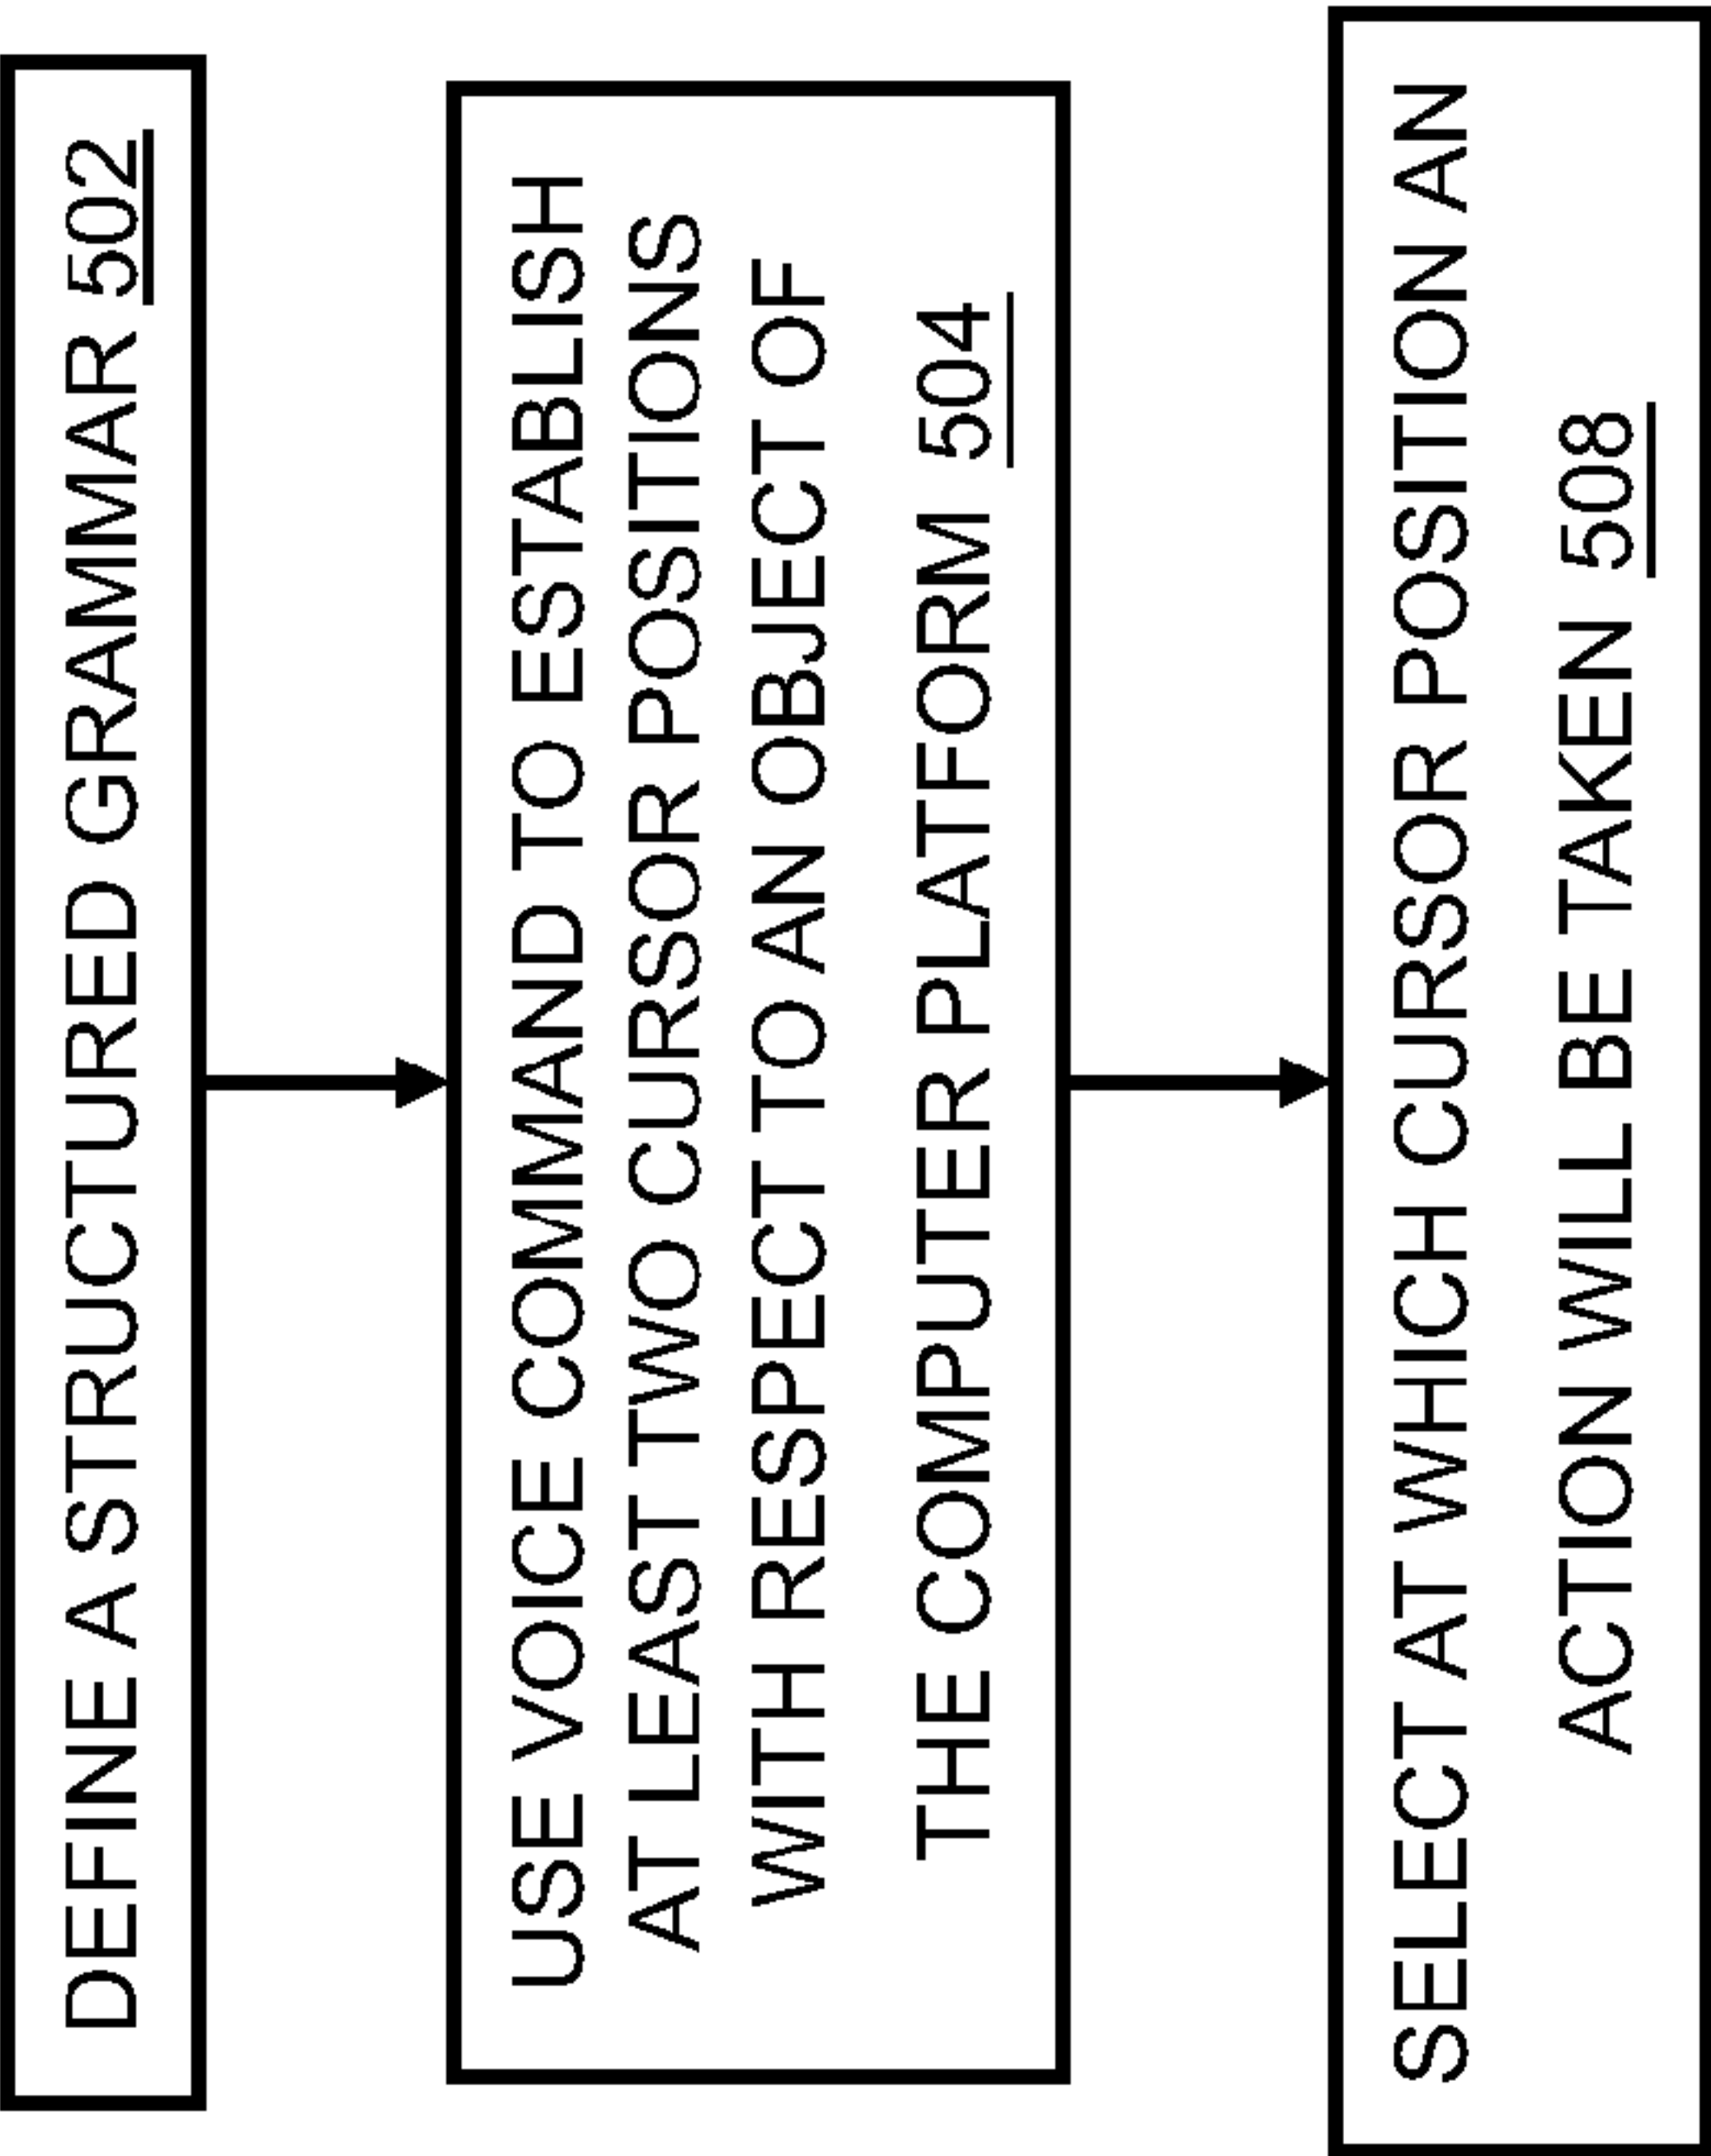 DEFINE A STRUCTURED GRAMMAR 502
USE VOICE COMMAND TO ESTABLISH
AT LEAST TWO CURSOR POSITIONS
WITH RESPECT TO AN OBJECT OF
THE COMPUTER PLATFORM 504
SELECT AT WHICH CURSOR POSITION AN
ACTION WILL BE TAKEN 508